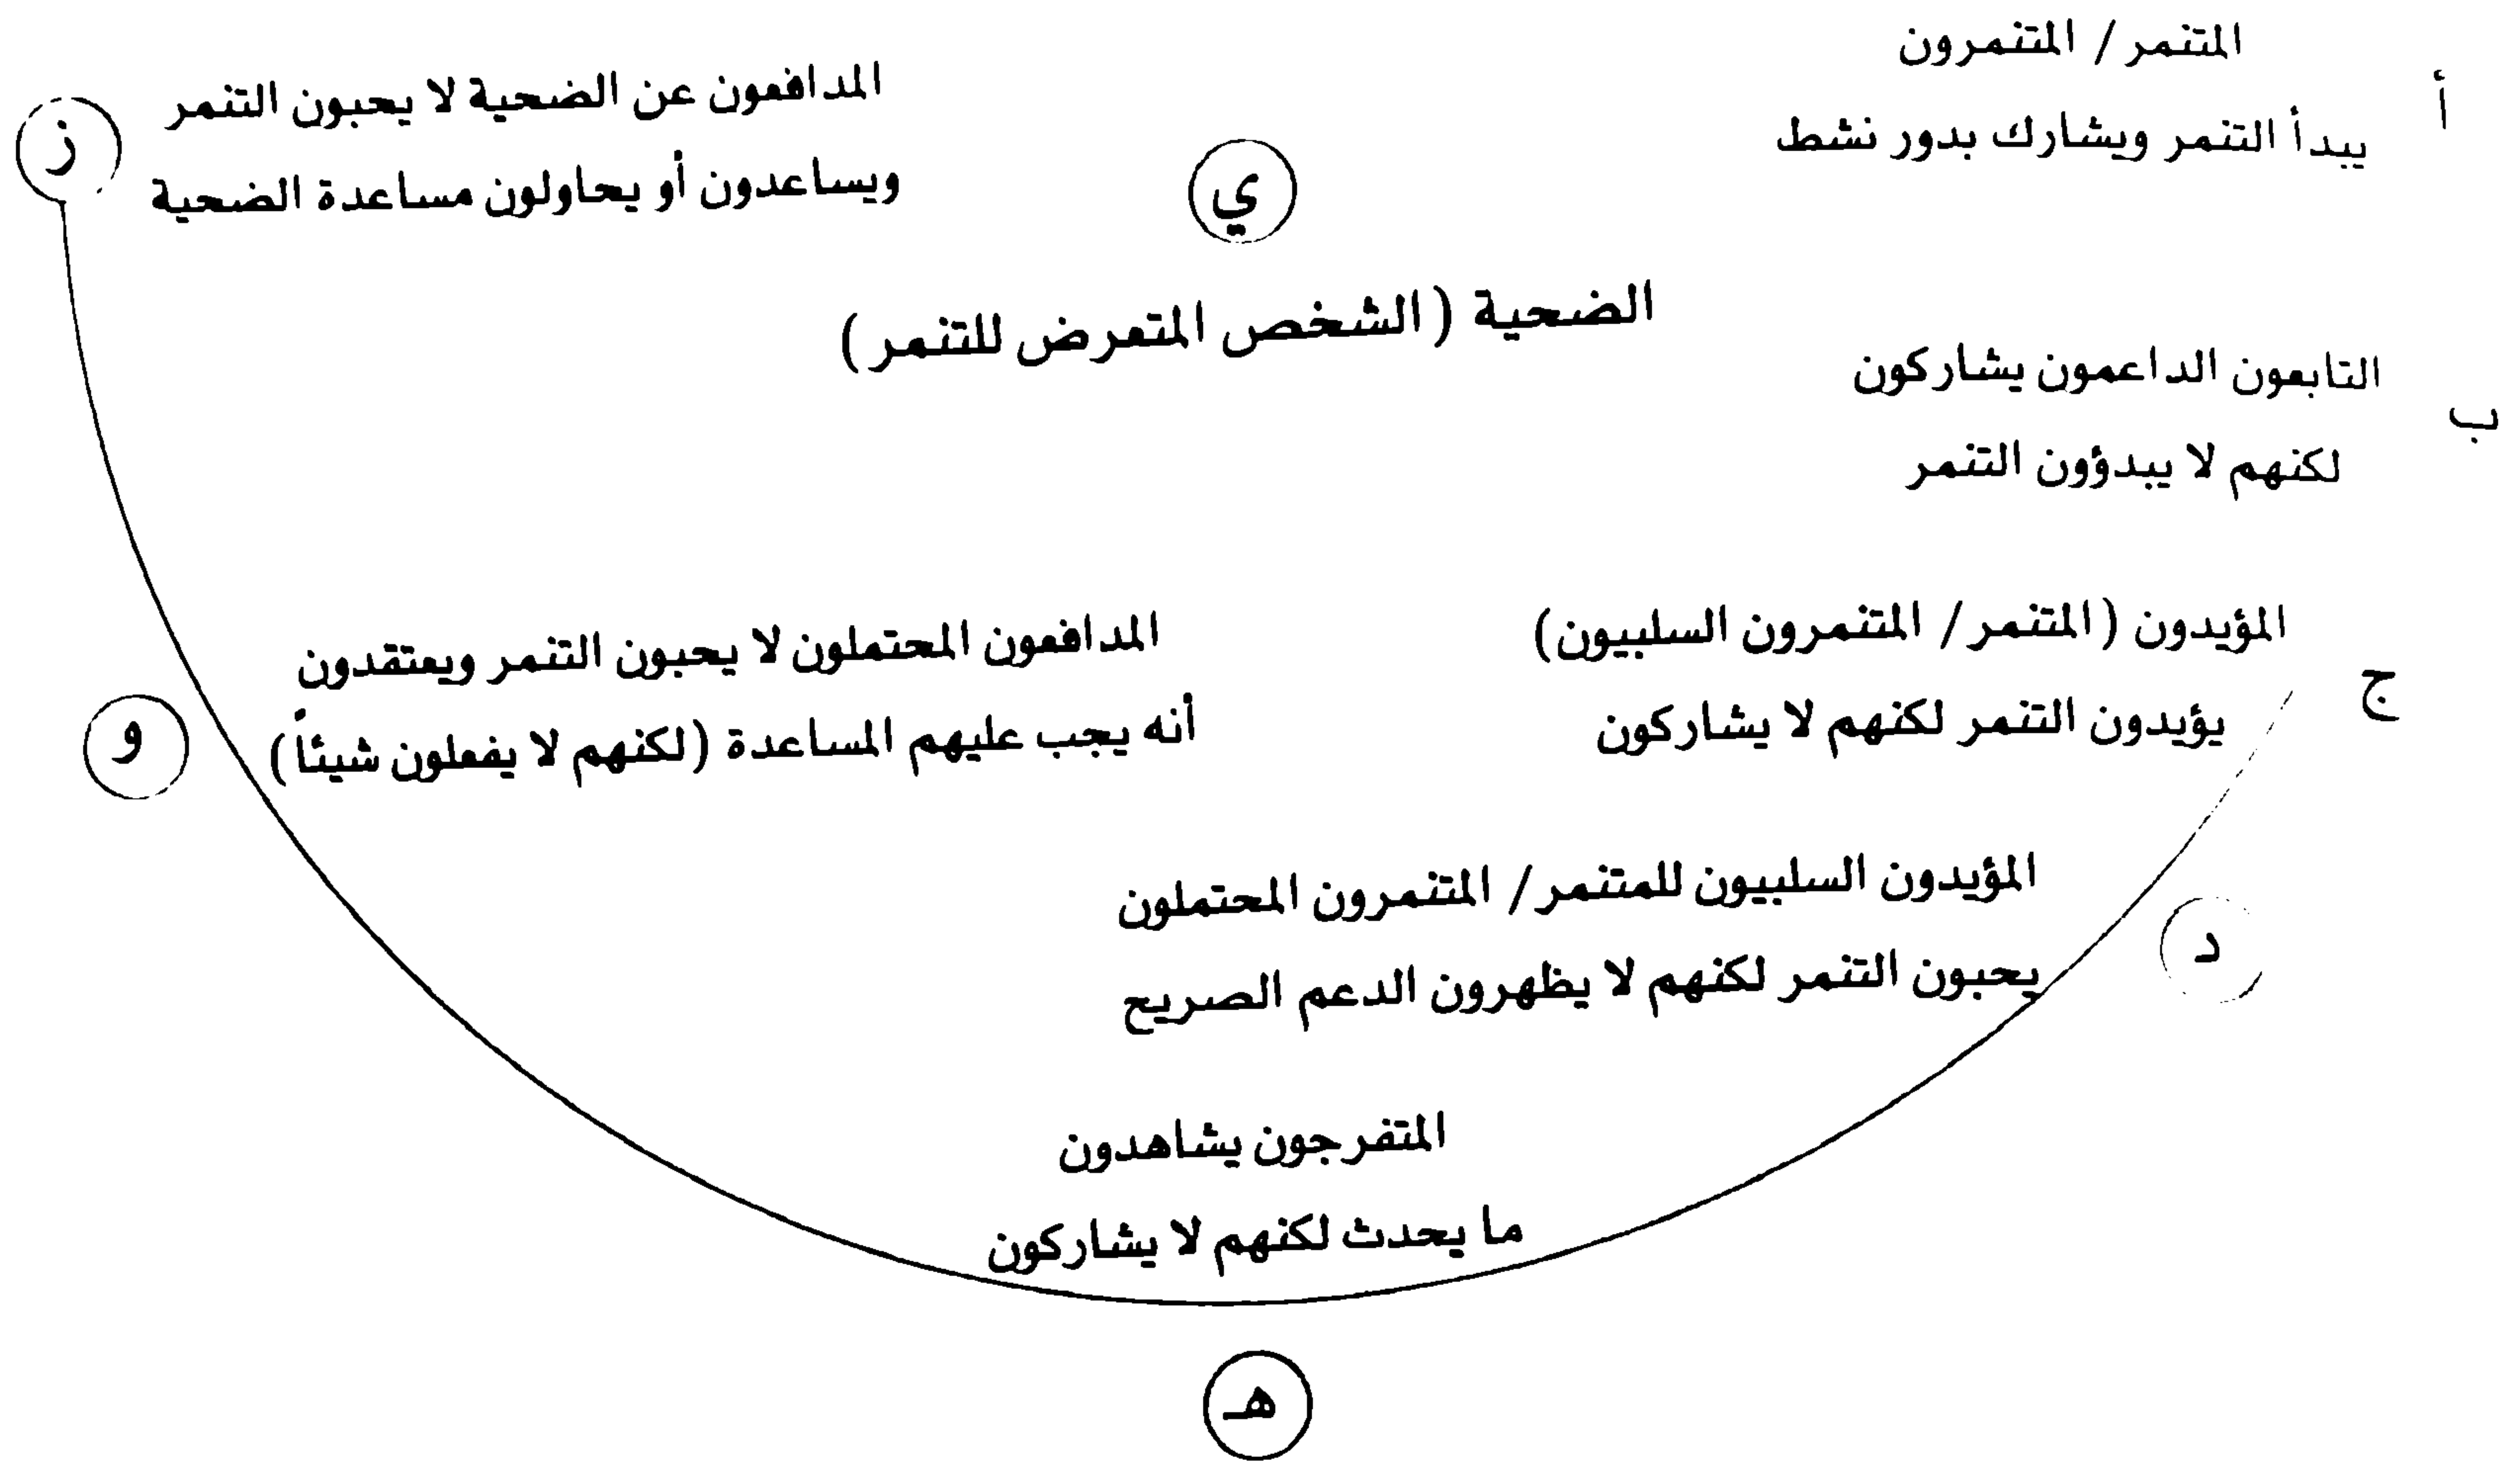 المتنمر/ المتنمرون
أ
يبدأ التنمر ويشارك بدور نشط
المدافعون عن الضحية لا يحبون التنمر
ز
ويساعدون أو يحاولون مساعدة الضحية
ي
الضحية (الشخص المتعرض للتنمر)
التابعون الداعمون يشاركون
ب
لكنهم لا يبدؤون التنمر
المؤيدون (المتنمر/ المتنمرون السلبيون)
ج
يؤيدون التنمر لكنهم لا يشاركون
المدافعون المحتملون لا يحبون التنمر ويعتقدون
أنه يجب عليهم المساعدة (لكنهم لا يفعلون شيئاً)
و
المؤيدون السلبيون للمتنمر/ المتنمرون المحتملون
د
يحبون التنمر لكنهم لا يظهرون الدعم الصريح
المتفرجون يشاهدون
ما يحدث لكنهم لا يشاركون
هـ